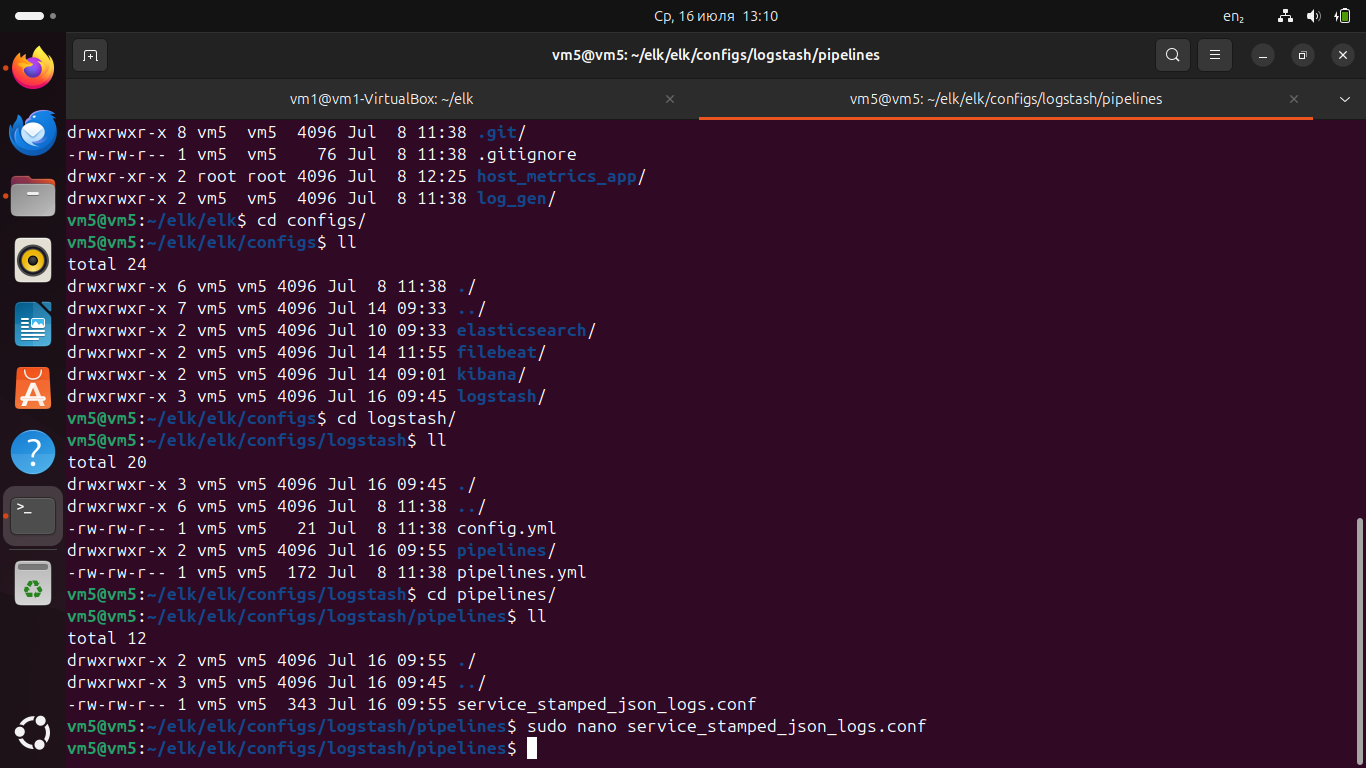 Ср, 16 июля 13:10
en₂
vm5@vm5: ~/elk/elk/configs/logstash/pipelines
vm1@vm1-VirtualBox: ~/elk
vm5@vm5: ~/elk/elk/configs/logstash/pipelines
drwxrwxr-x 8 vm5  vm5  4096 Jul  8 11:38 .git/
-rw-rw-r-- 1 vm5  vm5    76 Jul  8 11:38 .gitignore
drwxr-xr-x 2 root root 4096 Jul  8 12:25 host_metrics_app/
drwxrwxr-x 2 vm5  vm5  4096 Jul  8 11:38 log_gen/
vm5@vm5:~/elk/elk$ cd configs/
vm5@vm5:~/elk/elk/configs$ ll
total 24
drwxrwxr-x 6 vm5 vm5 4096 Jul  8 11:38 ./
drwxrwxr-x 7 vm5 vm5 4096 Jul 14 09:33 ../
drwxrwxr-x 2 vm5 vm5 4096 Jul 10 09:33 elasticsearch/
drwxrwxr-x 2 vm5 vm5 4096 Jul 14 11:55 filebeat/
drwxrwxr-x 2 vm5 vm5 4096 Jul 14 09:01 kibana/
drwxrwxr-x 3 vm5 vm5 4096 Jul 16 09:45 logstash/
vm5@vm5:~/elk/elk/configs$ cd logstash/
vm5@vm5:~/elk/elk/configs/logstash$ ll
total 20
drwxrwxr-x 3 vm5 vm5 4096 Jul 16 09:45 ./
drwxrwxr-x 6 vm5 vm5 4096 Jul  8 11:38 ../
-rw-rw-r-- 1 vm5 vm5   21 Jul  8 11:38 config.yml
drwxrwxr-x 2 vm5 vm5 4096 Jul 16 09:55 pipelines/
-rw-rw-r-- 1 vm5 vm5  172 Jul  8 11:38 pipelines.yml
vm5@vm5:~/elk/elk/configs/logstash$ cd pipelines/
vm5@vm5:~/elk/elk/configs/logstash/pipelines$ ll
total 12
drwxrwxr-x 2 vm5 vm5 4096 Jul 16 09:55 ./
drwxrwxr-x 3 vm5 vm5 4096 Jul 16 09:45 ../
-rw-rw-r-- 1 vm5 vm5  343 Jul 16 09:55 service_stamped_json_logs.conf
vm5@vm5:~/elk/elk/configs/logstash/pipelines$ sudo nano service_stamped_json_logs.conf
vm5@vm5:~/elk/elk/configs/logstash/pipelines$